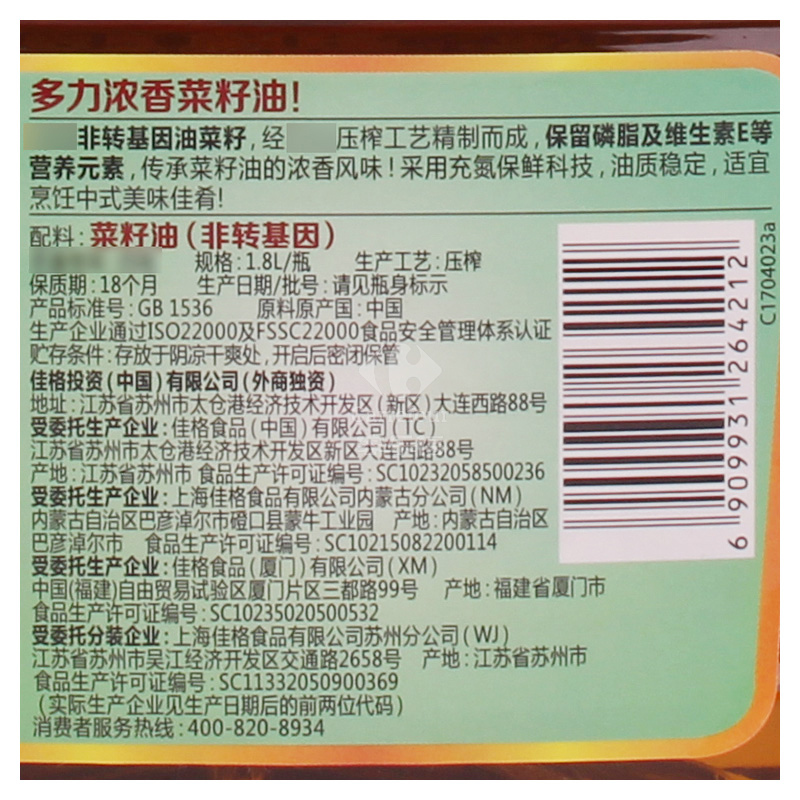 多力浓香菜籽油!
非转基因油菜籽,经 压榨工艺精制而成,保留磷脂及维生素E等
营养元素,传承菜籽油的浓香风味!采用充氮保鲜科技,油质稳定,适宜
烹饪中式美味佳肴!
配料:菜籽油(非转基因)
规格:1.8L/瓶 生产工艺:压榨
保质期:18个月 生产日期/批号:请见瓶身标示
产品标准号:GB 1536 原料原产国:中国
生产企业通过ISO22000及FSSC22000食品安全管理体系认证
贮存条件:存放于阴凉干爽处,开启后密闭保管
佳格投资(中国)有限公司(外商独资)
地址:江苏省苏州市太仓港经济技术开发区(新区)大连西路88号
受委托生产企业:佳格食品(中国)有限公司(TC)
江苏省苏州市太仓港经济技术开发区新区大连西路88号
产地:江苏省苏州市 食品生产许可证编号:SC10232058500236
受委托生产企业:上海佳格食品有限公司内蒙古分公司(NM)
内蒙古自治区巴彦淖尔市磴口县蒙牛工业园 产地:内蒙古自治区
巴彦淖尔市 食品生产许可证编号:SC10215082200114
受委托生产企业:佳格食品(厦门)有限公司(XM)
中国(福建)自由贸易试验区厦门片区三都路99号 产地:福建省厦门市
食品生产许可证编号:SC10235020500532
受委托分装企业:上海佳格食品有限公司苏州分公司(WJ)
江苏省苏州市吴江经济开发区交通路2658号 产地:江苏省苏州市
食品生产许可证编号:SC11332050900369
(实际生产企业见生产日期后的前两位代码)
消费者服务热线:400-820-8934
6 909931 264212
C1704023a